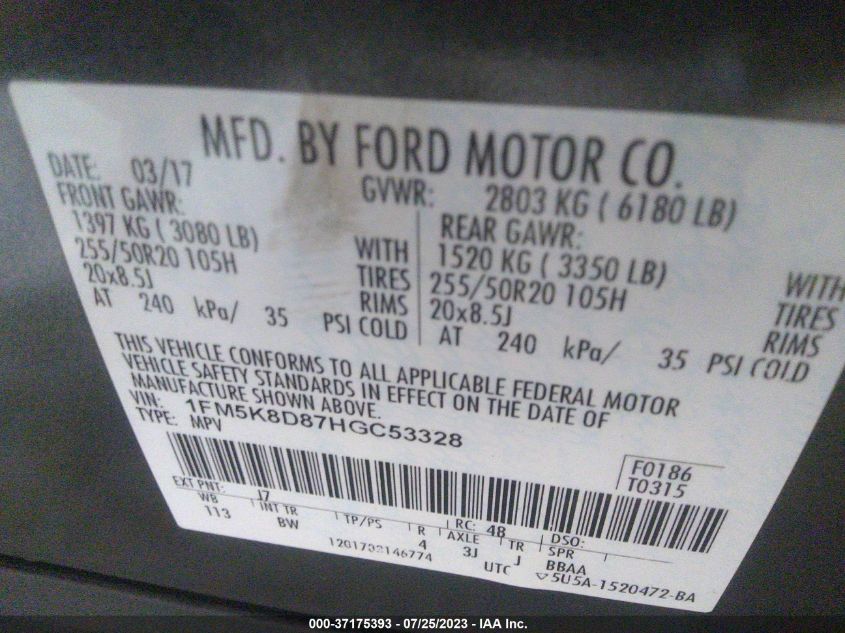 MFD. BY FORD MOTOR CO.
DATE: 03/17 GVWR: 2803 KG ( 6180 LB)
FRONT GAWR: REAR GAWR:
1397 KG ( 3080 LB) WITH 1520 KG ( 3350 LB) WITH
255/50R20 105H TIRES 255/50R20 105H TIRES
20x8.5J RIMS 20x8.5J RIMS
AT 240 kPa/ 35 PSI COLD AT 240 kPa/ 35 PSI COLD
THIS VEHICLE CONFORMS TO ALL APPLICABLE FEDERAL MOTOR
VEHICLE SAFETY STANDARDS IN EFFECT ON THE DATE OF
MANUFACTURE SHOWN ABOVE.
VIN: 1FM5K8D87HGC53328
TYPE: MPV
F0186
T0315
EXT PNT: J7 RC: 48 DSO:
WB INT TR TP/PS R AXLE TR SPR
113 BW 4 3J J BBAA
UTC ▽5U5A-1520472-BA
000-37175393 - 07/25/2023 - IAA Inc.